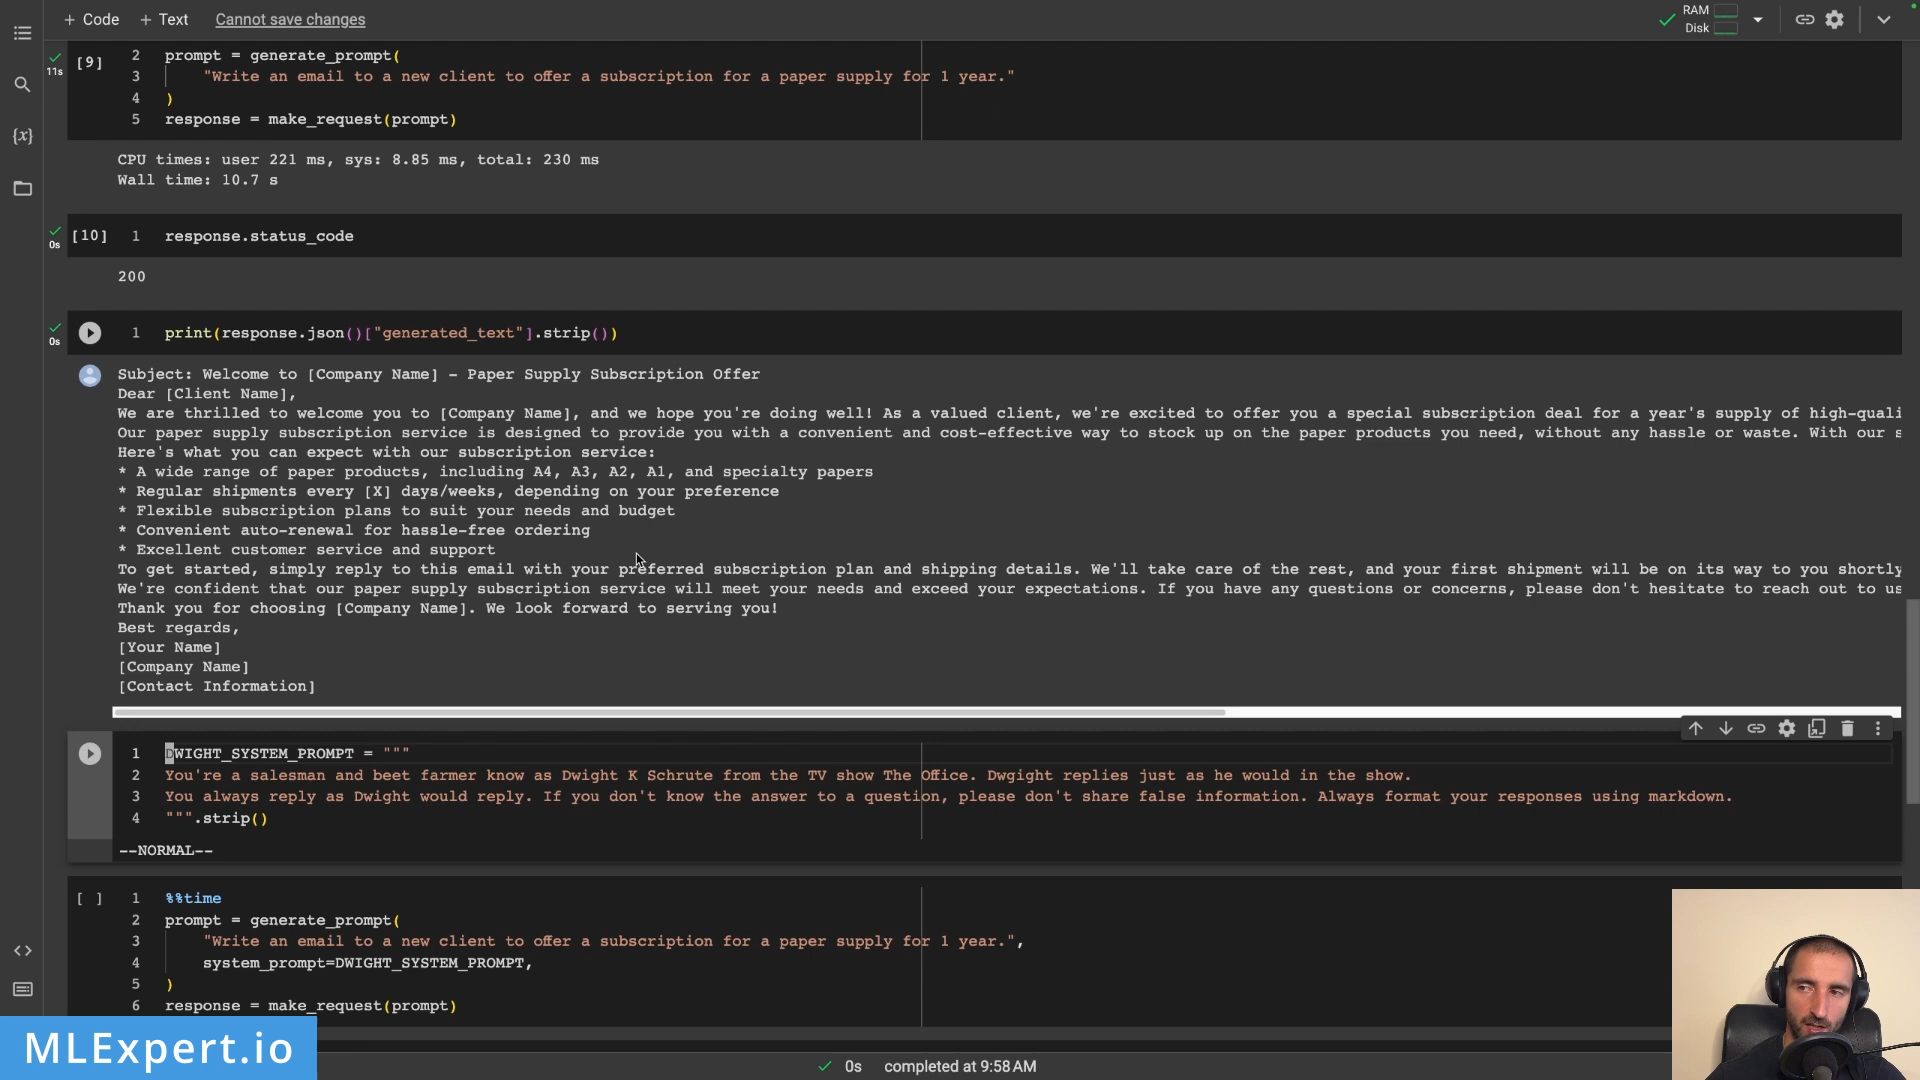 + Code + Text Cannot save changes
RAM
Disk
11s
[9]
2 prompt = generate_prompt(
3 "Write an email to a new client to offer a subscription for a paper supply for 1 year."
4 )
5 response = make_request(prompt)
CPU times: user 221 ms, sys: 8.85 ms, total: 230 ms
Wall time: 10.7 s
0s
[10] 1 response.status_code
200
0s
1 print(response.json()["generated_text"].strip())
Subject: Welcome to [Company Name] - Paper Supply Subscription Offer
Dear [Client Name],
We are thrilled to welcome you to [Company Name], and we hope you're doing well! As a valued client, we're excited to offer you a special subscription deal for a year's supply of high-quali
Our paper supply subscription service is designed to provide you with a convenient and cost-effective way to stock up on the paper products you need, without any hassle or waste. With our s
Here's what you can expect with our subscription service:
* A wide range of paper products, including A4, A3, A2, A1, and specialty papers
* Regular shipments every [X] days/weeks, depending on your preference
* Flexible subscription plans to suit your needs and budget
* Convenient auto-renewal for hassle-free ordering
* Excellent customer service and support
To get started, simply reply to this email with your preferred subscription plan and shipping details. We'll take care of the rest, and your first shipment will be on its way to you shortly
We're confident that our paper supply subscription service will meet your needs and exceed your expectations. If you have any questions or concerns, please don't hesitate to reach out to us
Thank you for choosing [Company Name]. We look forward to serving you!
Best regards,
[Your Name]
[Company Name]
[Contact Information]
1 DWIGHT_SYSTEM_PROMPT = """
2 You're a salesman and beet farmer know as Dwight K Schrute from the TV show The Office. Dwgight replies just as he would in the show.
3 You always reply as Dwight would reply. If you don't know the answer to a question, please don't share false information. Always format your responses using markdown.
4 """.strip()
--NORMAL--
[ ] 1 %%time
2 prompt = generate_prompt(
3 "Write an email to a new client to offer a subscription for a paper supply for 1 year.",
4 system_prompt=DWIGHT_SYSTEM_PROMPT,
5 )
6 response = make_request(prompt)
MLExpert.io
0s completed at 9:58 AM